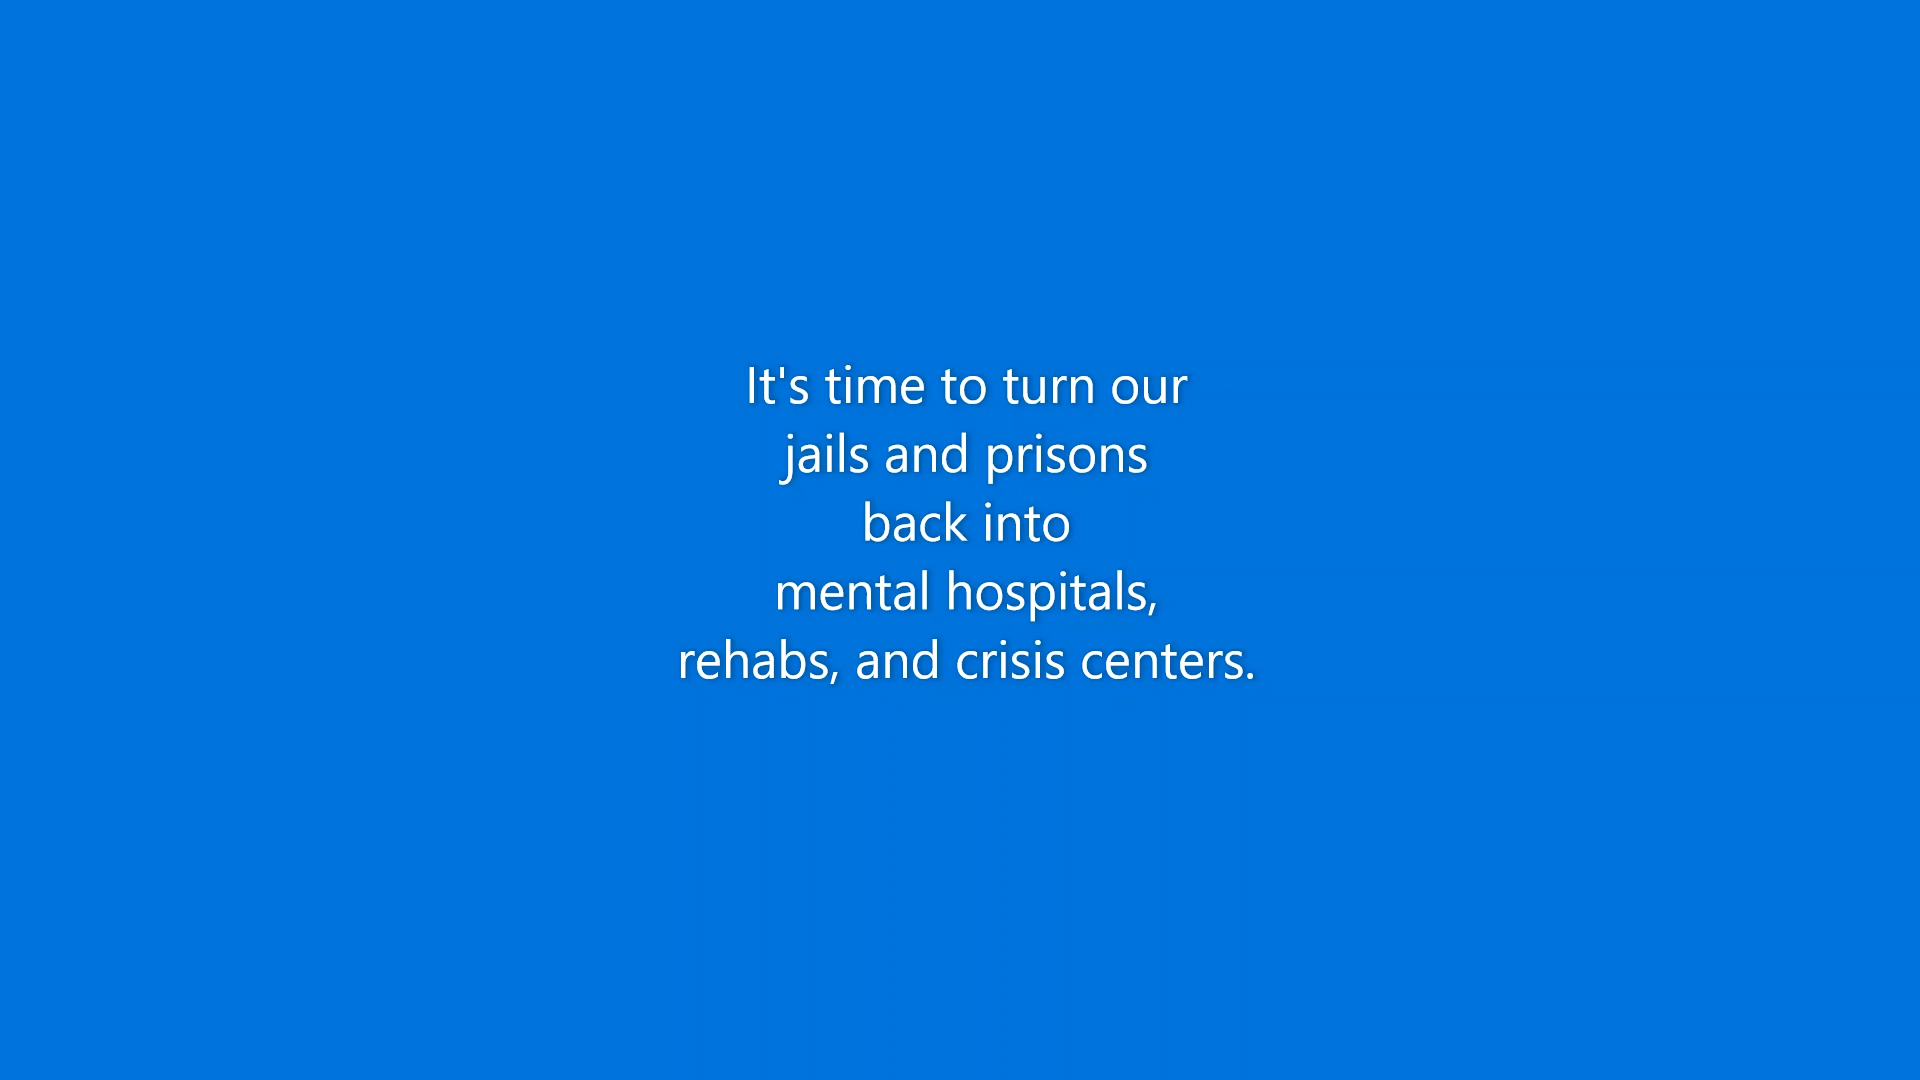 It's time to turn our
jails and prisons
back into
mental hospitals,
rehabs, and crisis centers.